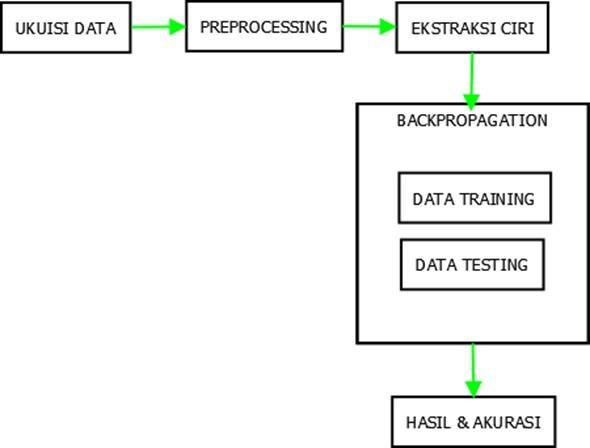 UKUISI DATA
PREPROCESSING
EKSTRAKSI CIRI
BACKPROPAGATION
DATA TRAINING
DATA TESTING
HASIL & AKURASI